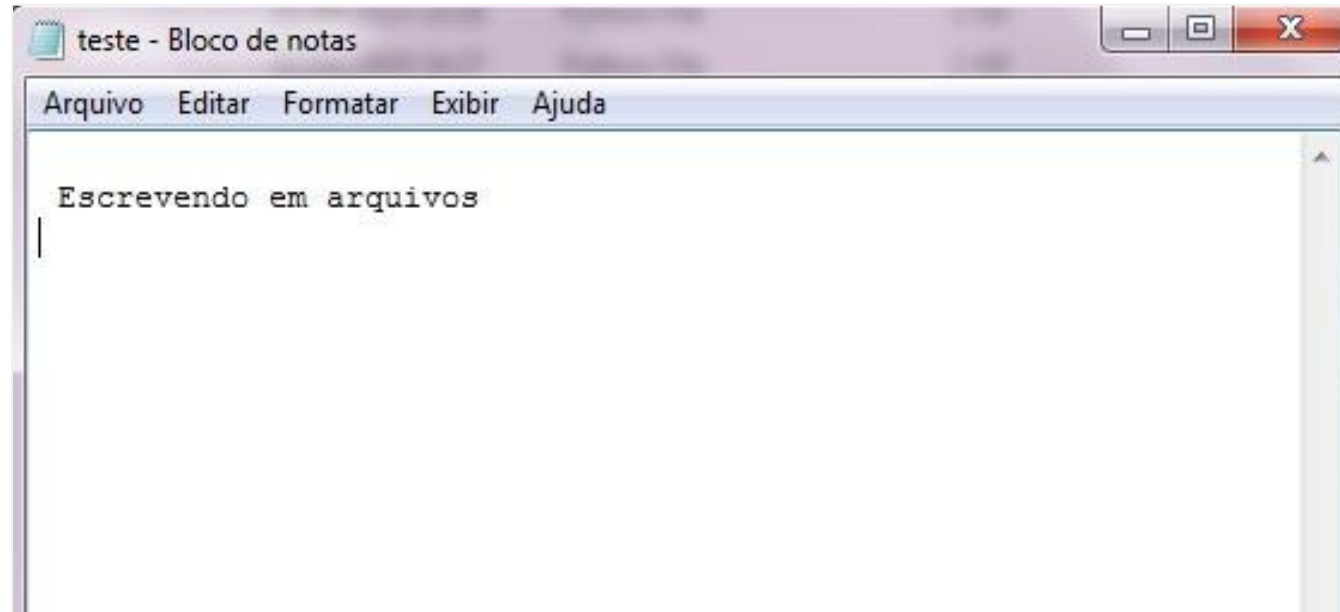 teste - Bloco de notas
Arquivo Editar Formatar Exibir Ajuda
Escrevendo em arquivos